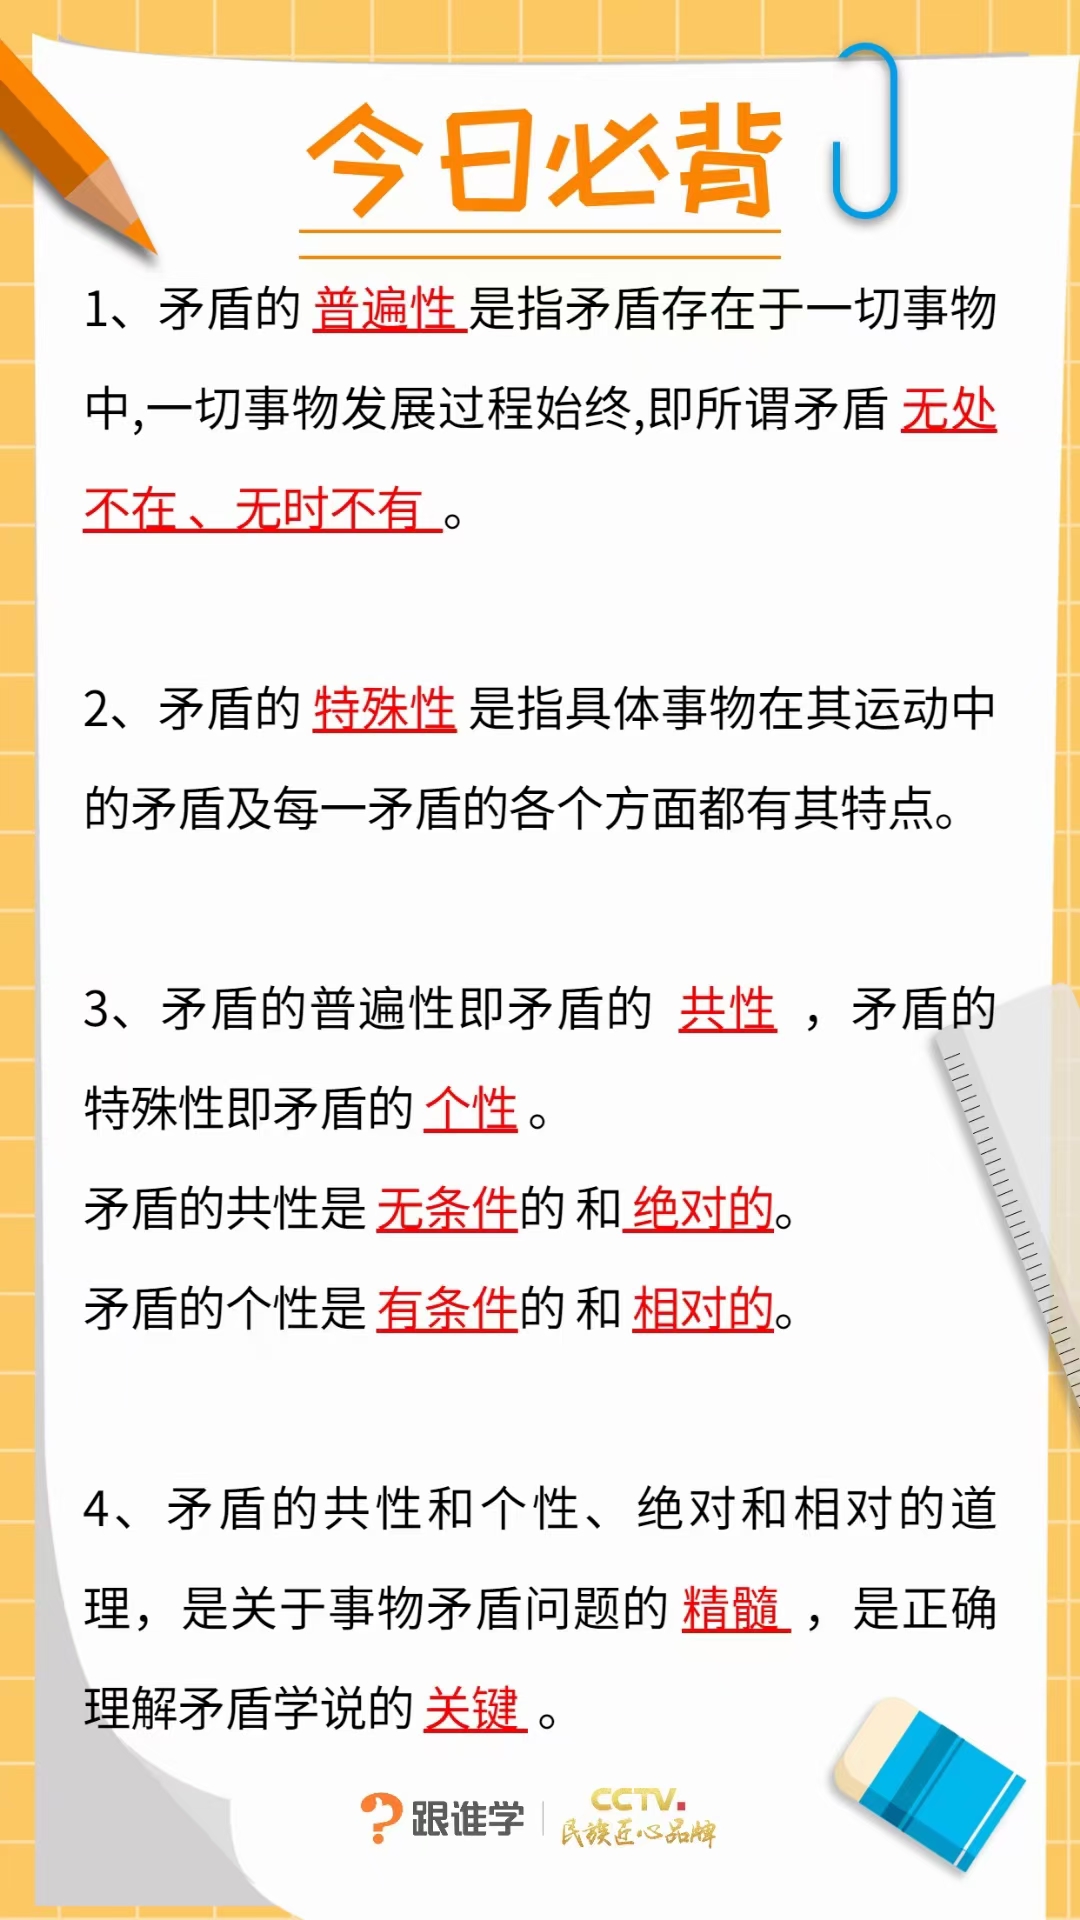 今日必背
1、矛盾的 普遍性 是指矛盾存在于一切事物
中,一切事物发展过程始终,即所谓矛盾 无处
不在 、无时不有 。
2、矛盾的 特殊性 是指具体事物在其运动中
的矛盾及每一矛盾的各个方面都有其特点。
3、矛盾的普遍性即矛盾的 共性 ，矛盾的
特殊性即矛盾的 个性 。
矛盾的共性是 无条件的 和 绝对的。
矛盾的个性是 有条件的 和 相对的。
4、矛盾的共性和个性、绝对和相对的道
理，是关于事物矛盾问题的 精髓 ，是正确
理解矛盾学说的 关键 。
跟谁学
CCTV.
民族匠心品牌